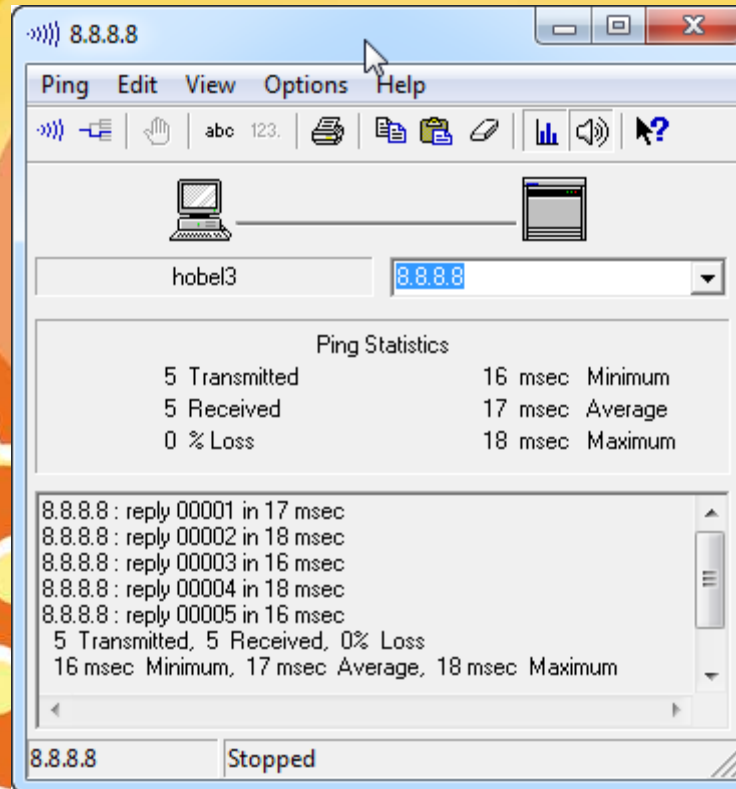 8.8.8.8
Ping Edit View Options Help
abc 123.
hobel3 8.8.8.8
Ping Statistics
5 Transmitted 16 msec Minimum
5 Received 17 msec Average
0 % Loss 18 msec Maximum
8.8.8.8 : reply 00001 in 17 msec
8.8.8.8 : reply 00002 in 18 msec
8.8.8.8 : reply 00003 in 16 msec
8.8.8.8 : reply 00004 in 18 msec
8.8.8.8 : reply 00005 in 16 msec
5 Transmitted, 5 Received, 0% Loss
16 msec Minimum, 17 msec Average, 18 msec Maximum
8.8.8.8 Stopped